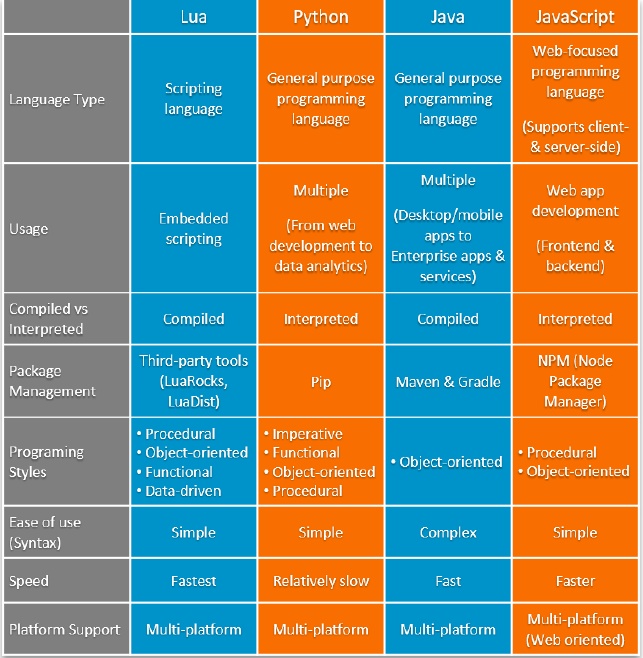 Lua
Python
Java
JavaScript
Language Type
Scripting
language
General purpose
programming
language
General purpose
programming
language
Web-focused
programming
language
(Supports client-
& server-side)
Usage
Embedded
scripting
Multiple
(From web
development to
data analytics)
Multiple
(Desktop/mobile
apps to
Enterprise apps &
services)
Web app
development
(Frontend &
backend)
Compiled vs
Interpreted
Compiled
Interpreted
Compiled
Interpreted
Package
Management
Third-party tools
(LuaRocks,
LuaDist)
Pip
Maven & Gradle
NPM (Node
Package
Manager)
Programing
Styles
• Procedural
• Object-oriented
• Functional
• Data-driven
• Imperative
• Functional
• Object-oriented
• Procedural
• Object-oriented
• Procedural
• Object-oriented
Ease of use
(Syntax)
Simple
Simple
Complex
Simple
Speed
Fastest
Relatively slow
Fast
Faster
Platform Support
Multi-platform
Multi-platform
Multi-platform
Multi-platform
(Web oriented)